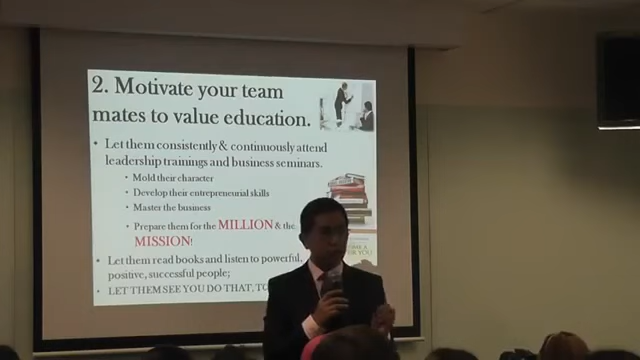 2. Motivate your team
mates to value education.
• Let them consistently & continuously attend
leadership trainings and business seminars.
• Mold their character
• Develop their entrepreneurial skills
• Master the business
• Prepare them for the MILLION & the
MISSION!
• Let them read books and listen to powerful,
positive, successful people;
• LET THEM SEE YOU DO THAT,
YOU